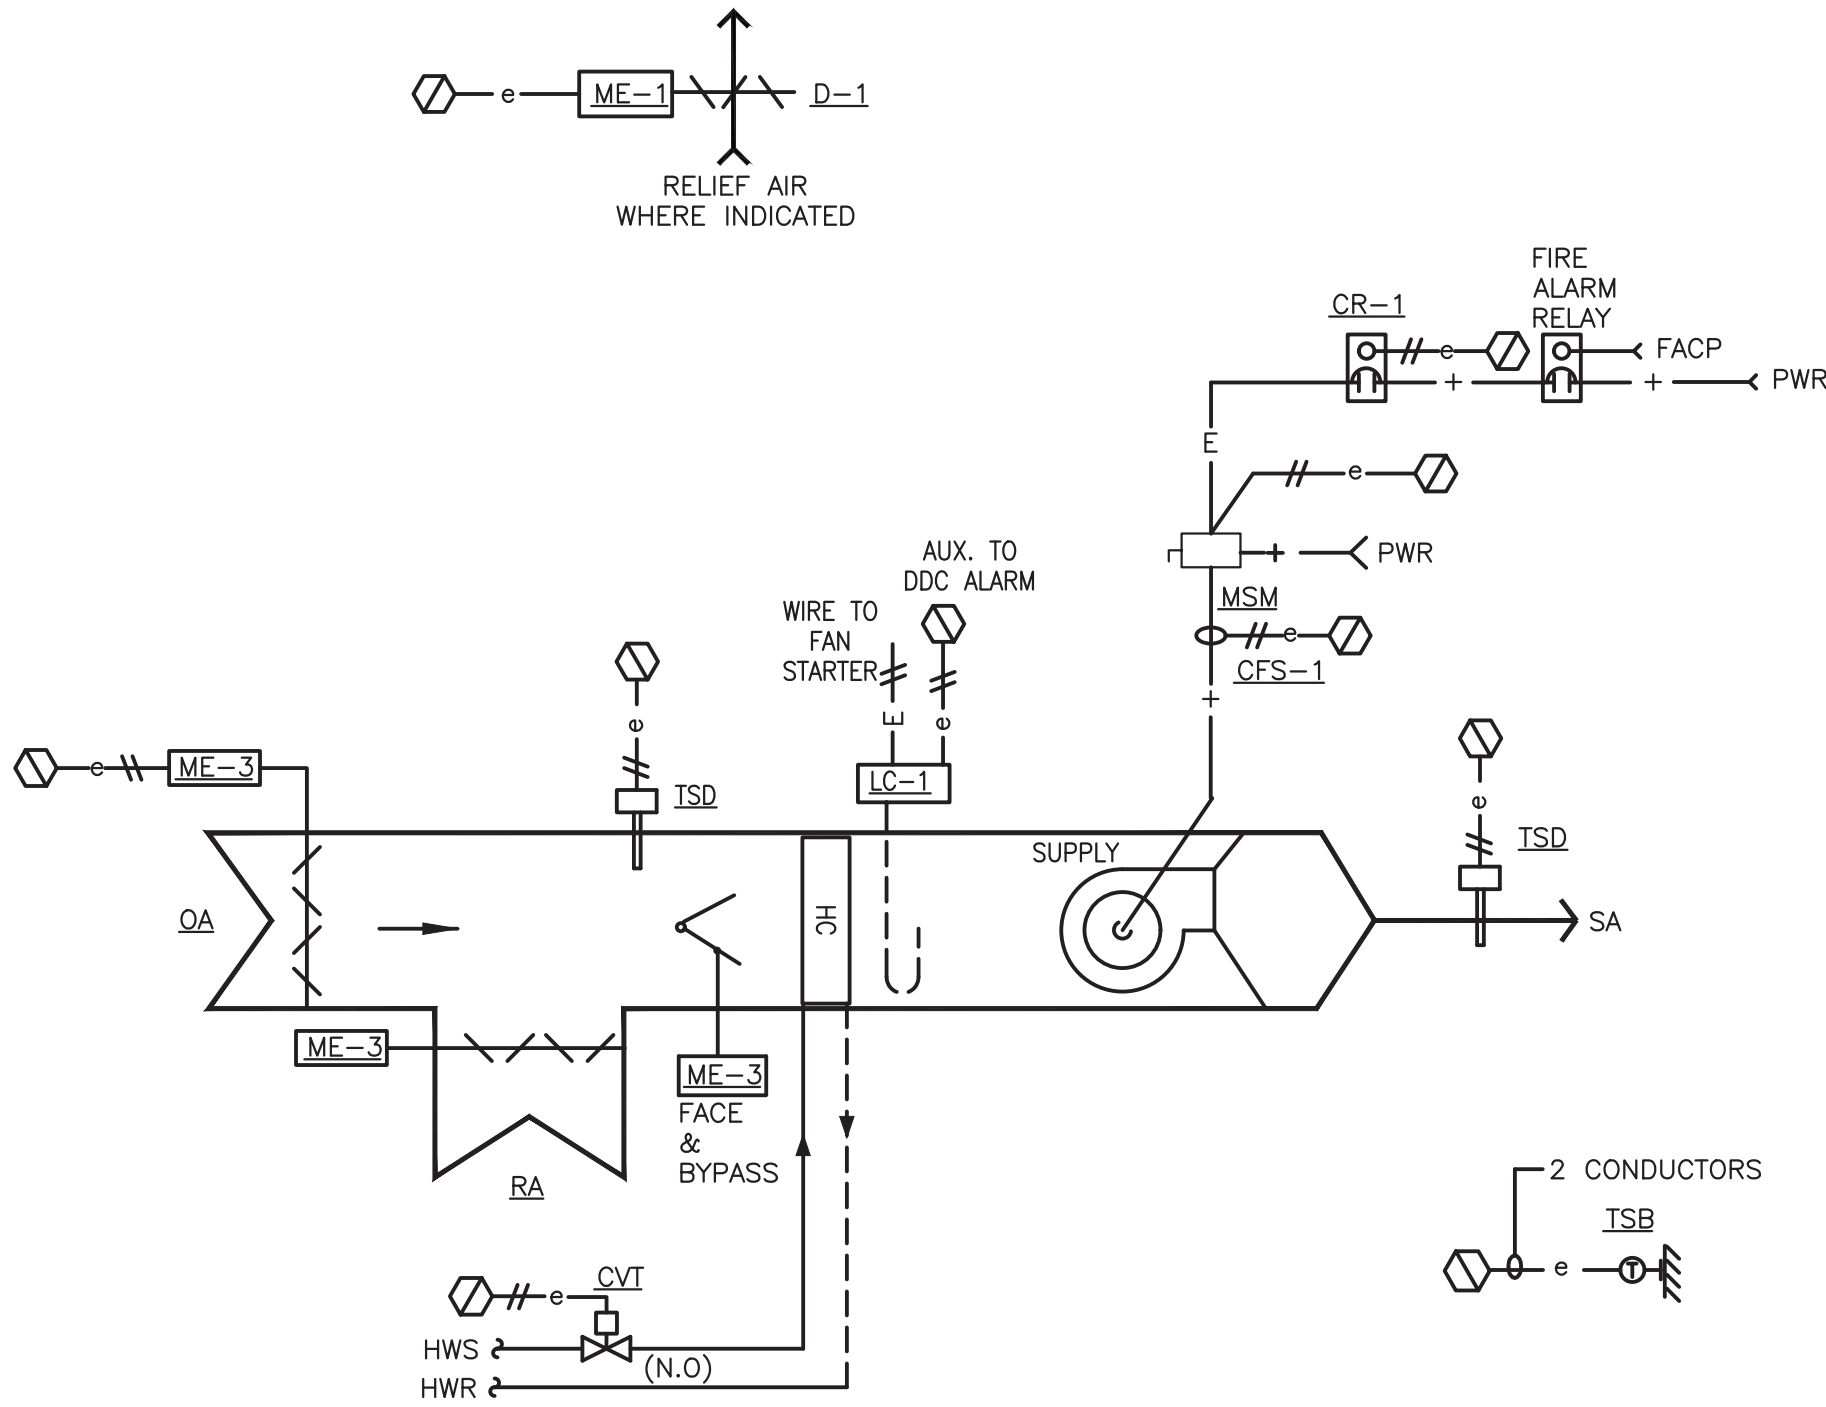 e ME-1 D-1
RELIEF AIR
WHERE INDICATED
FIRE
ALARM
RELAY
CR-1
e
FACP
+ + PWR
E
e
+ PWR
MSM
e
CFS-1
+
AUX. TO
DDC ALARM
WIRE TO
FAN
STARTER
E e
LC-1
e
TSD
e ME-3
e
TSD
SUPPLY
OA
HC
SA
ME-3
ME-3
FACE
&
BYPASS
RA
2 CONDUCTORS
TSB
e T
CVT
e
HWS
(N.O)
HWR